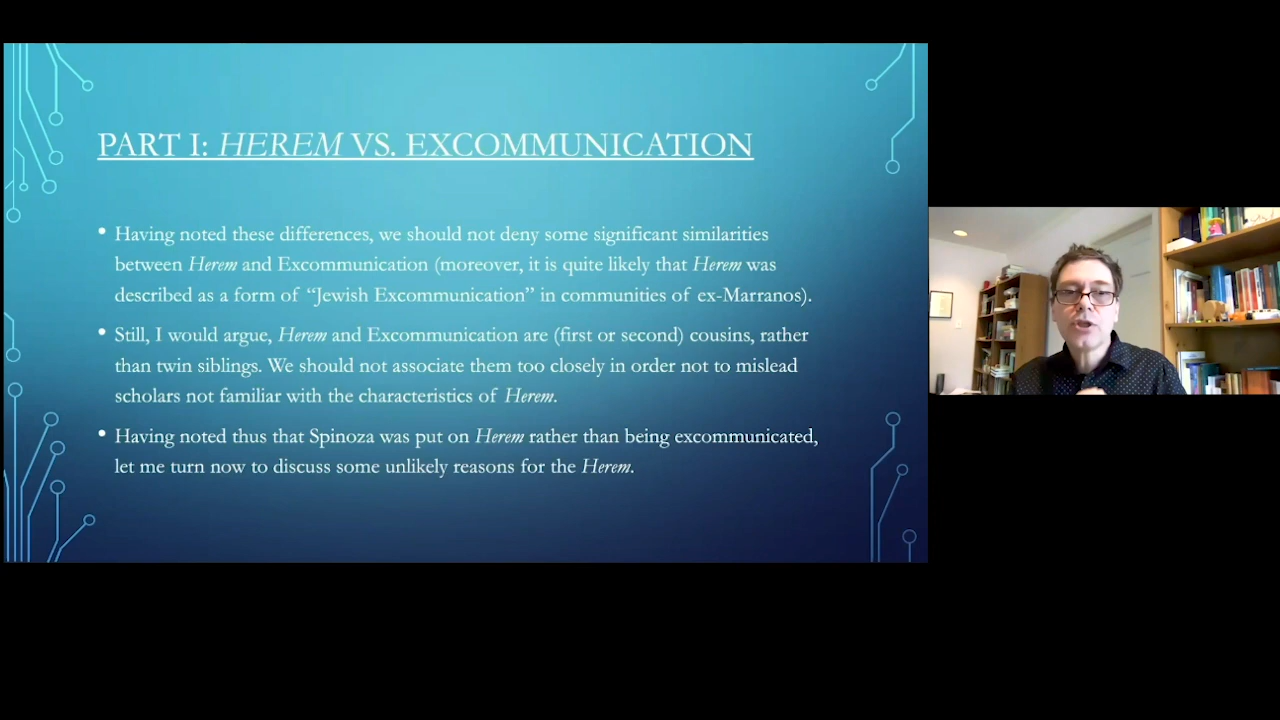 PART I: HEREM VS. EXCOMMUNICATION
• Having noted these differences, we should not deny some significant similarities
between Herem and Excommunication (moreover, it is quite likely that Herem was
described as a form of “Jewish Excommunication” in communities of ex-Marranos).
• Still, I would argue, Herem and Excommunication are (first or second) cousins, rather
than twin siblings. We should not associate them too closely in order not to mislead
scholars not familiar with the characteristics of Herem.
• Having noted thus that Spinoza was put on Herem rather than being excommunicated,
let me turn now to discuss some unlikely reasons for the Herem.